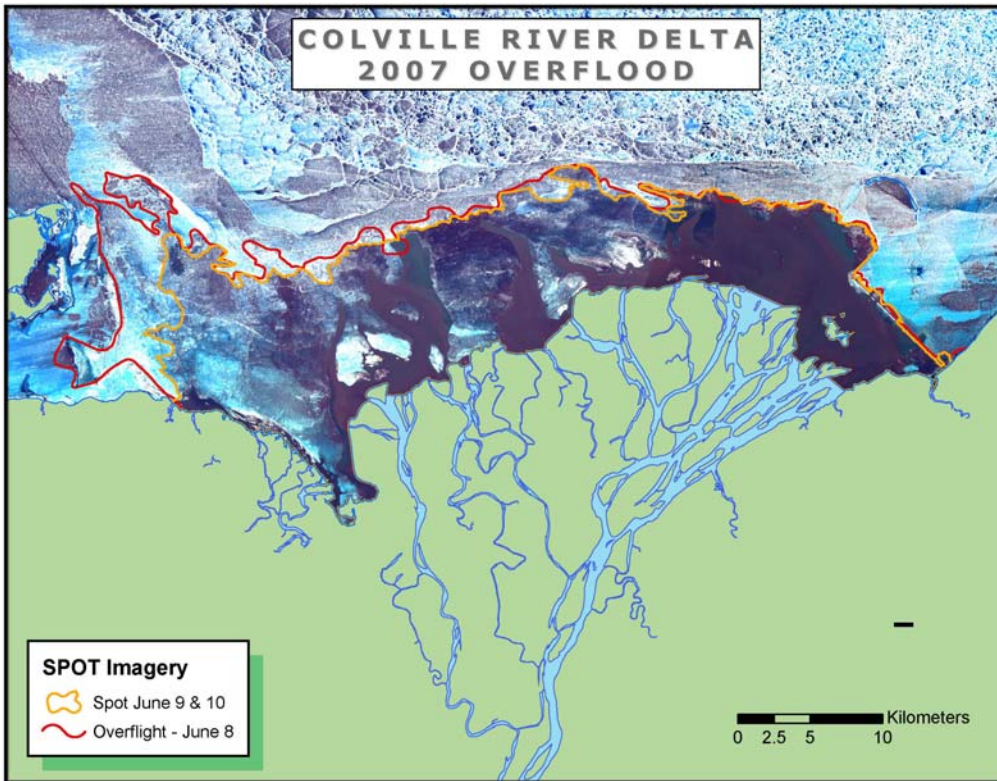 COLVILLE RIVER DELTA
2007 OVERFLOOD
SPOT Imagery
Spot June 9 & 10
Overflight - June 8
Kilometers
0 2.5 5 10